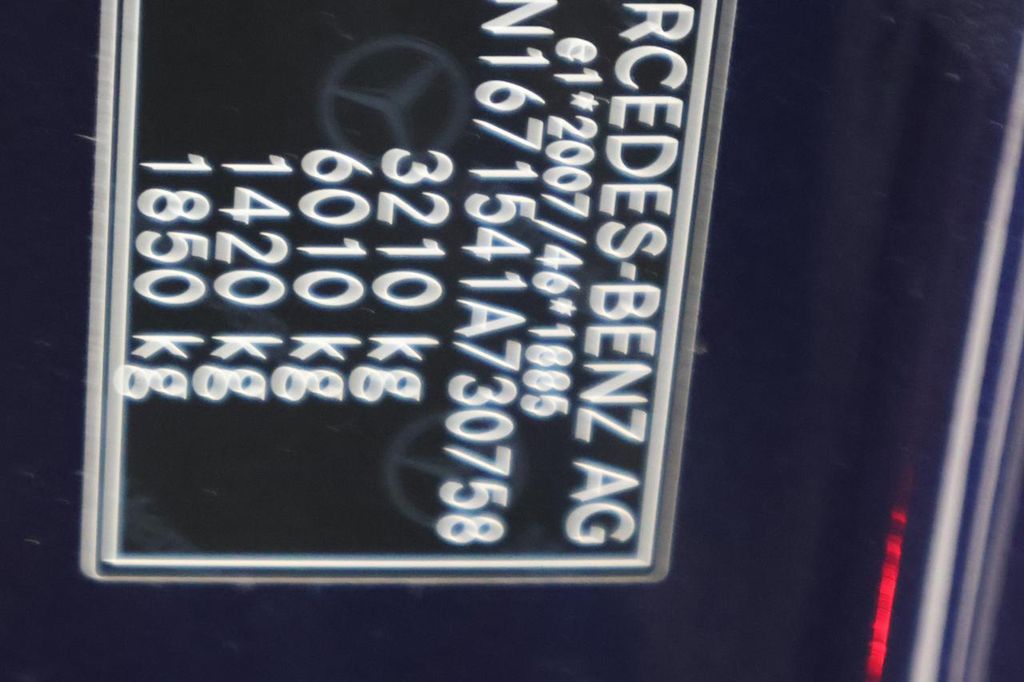 RCEDES-BENZ AG
e1*2007/46*1885
N1671541A730758
3210 kg
6010 kg
1420 kg
1850 kg